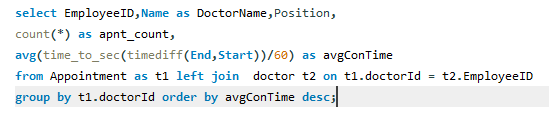 select EmployeeID,Name as DoctorName,Position,
count(*) as apnt_count,
avg(time_to_sec(timediff(End,Start))/60) as avgConTime
from Appointment as t1 left join  doctor t2 on t1.doctorId = t2.EmployeeID
group by t1.doctorId order by avgConTime desc;